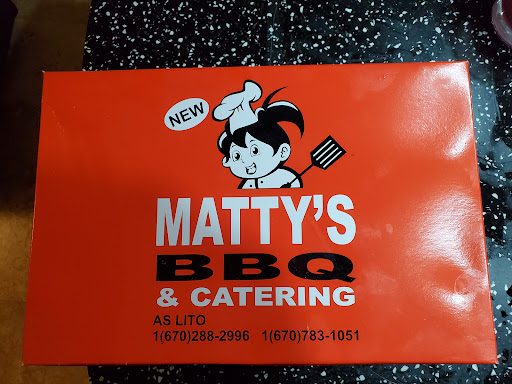 NEW
MATTY'S
BBQ
& CATERING
AS LITO
1(670)288-2996 1(670)783-1051